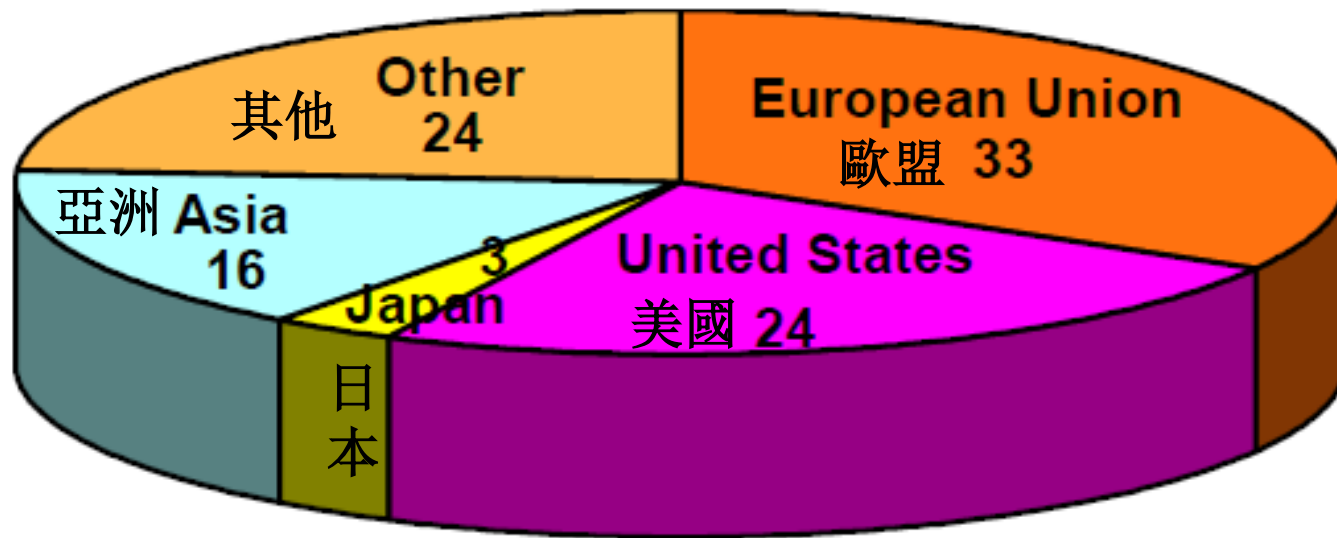 Other
其他 24
European Union
歐盟 33
亞洲 Asia
16
3
Japan
日本
United States
美國 24